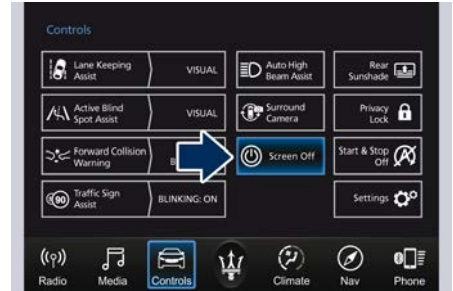 Controls
Lane Keeping
Assist
VISUAL
Auto High
Beam Assist
Rear
Sunshade
Active Blind
Spot Assist
VISUAL
Surround
Camera
Privacy
Lock
Forward Collision
Warning
Screen Off
Start & Stop
Off
90
Traffic Sign
Assist
BLINKING: ON
Settings
Radio
Media
Controls
Climate
Nav
Phone